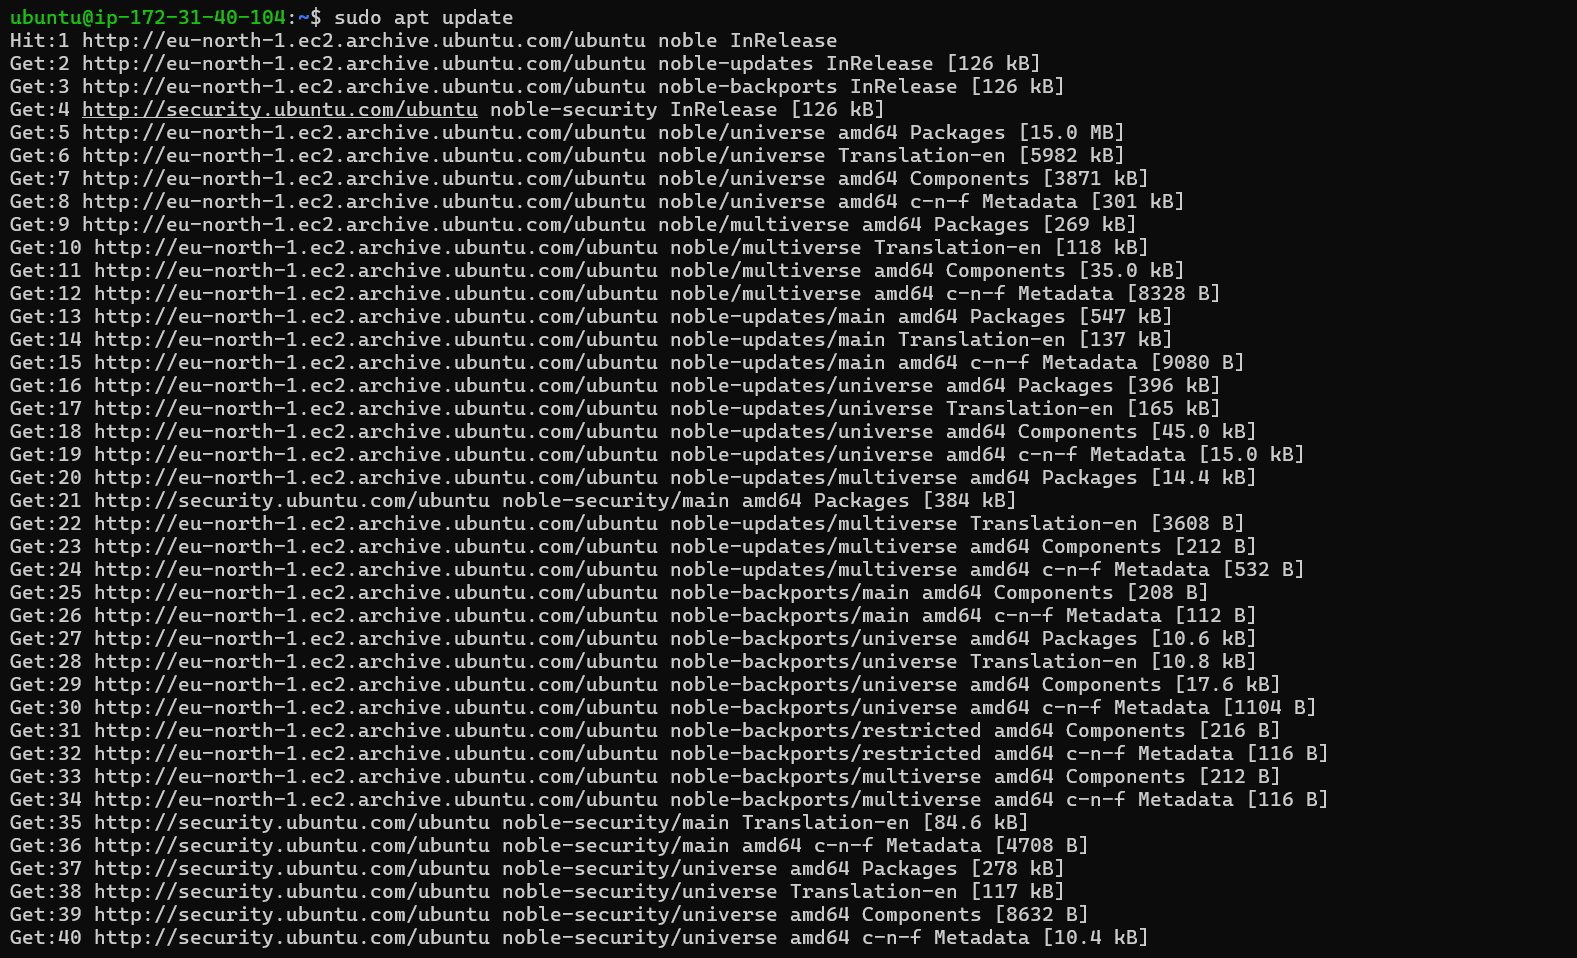 ubuntu@ip-172-31-40-104:~$ sudo apt update
Hit:1 http://eu-north-1.ec2.archive.ubuntu.com/ubuntu noble InRelease
Get:2 http://eu-north-1.ec2.archive.ubuntu.com/ubuntu noble-updates InRelease [126 kB]
Get:3 http://eu-north-1.ec2.archive.ubuntu.com/ubuntu noble-backports InRelease [126 kB]
Get:4 http://security.ubuntu.com/ubuntu noble-security InRelease [126 kB]
Get:5 http://eu-north-1.ec2.archive.ubuntu.com/ubuntu noble/universe amd64 Packages [15.0 MB]
Get:6 http://eu-north-1.ec2.archive.ubuntu.com/ubuntu noble/universe Translation-en [5982 kB]
Get:7 http://eu-north-1.ec2.archive.ubuntu.com/ubuntu noble/universe amd64 Components [3871 kB]
Get:8 http://eu-north-1.ec2.archive.ubuntu.com/ubuntu noble/universe amd64 c-n-f Metadata [301 kB]
Get:9 http://eu-north-1.ec2.archive.ubuntu.com/ubuntu noble/multiverse amd64 Packages [269 kB]
Get:10 http://eu-north-1.ec2.archive.ubuntu.com/ubuntu noble/multiverse Translation-en [118 kB]
Get:11 http://eu-north-1.ec2.archive.ubuntu.com/ubuntu noble/multiverse amd64 Components [35.0 kB]
Get:12 http://eu-north-1.ec2.archive.ubuntu.com/ubuntu noble/multiverse amd64 c-n-f Metadata [8328 B]
Get:13 http://eu-north-1.ec2.archive.ubuntu.com/ubuntu noble-updates/main amd64 Packages [547 kB]
Get:14 http://eu-north-1.ec2.archive.ubuntu.com/ubuntu noble-updates/main Translation-en [137 kB]
Get:15 http://eu-north-1.ec2.archive.ubuntu.com/ubuntu noble-updates/main amd64 c-n-f Metadata [9080 B]
Get:16 http://eu-north-1.ec2.archive.ubuntu.com/ubuntu noble-updates/universe amd64 Packages [396 kB]
Get:17 http://eu-north-1.ec2.archive.ubuntu.com/ubuntu noble-updates/universe Translation-en [165 kB]
Get:18 http://eu-north-1.ec2.archive.ubuntu.com/ubuntu noble-updates/universe amd64 Components [45.0 kB]
Get:19 http://eu-north-1.ec2.archive.ubuntu.com/ubuntu noble-updates/universe amd64 c-n-f Metadata [15.0 kB]
Get:20 http://eu-north-1.ec2.archive.ubuntu.com/ubuntu noble-updates/multiverse amd64 Packages [14.4 kB]
Get:21 http://security.ubuntu.com/ubuntu noble-security/main amd64 Packages [384 kB]
Get:22 http://eu-north-1.ec2.archive.ubuntu.com/ubuntu noble-updates/multiverse Translation-en [3608 B]
Get:23 http://eu-north-1.ec2.archive.ubuntu.com/ubuntu noble-updates/multiverse amd64 Components [212 B]
Get:24 http://eu-north-1.ec2.archive.ubuntu.com/ubuntu noble-updates/multiverse amd64 c-n-f Metadata [532 B]
Get:25 http://eu-north-1.ec2.archive.ubuntu.com/ubuntu noble-backports/main amd64 Components [208 B]
Get:26 http://eu-north-1.ec2.archive.ubuntu.com/ubuntu noble-backports/main amd64 c-n-f Metadata [112 B]
Get:27 http://eu-north-1.ec2.archive.ubuntu.com/ubuntu noble-backports/universe amd64 Packages [10.6 kB]
Get:28 http://eu-north-1.ec2.archive.ubuntu.com/ubuntu noble-backports/universe Translation-en [10.8 kB]
Get:29 http://eu-north-1.ec2.archive.ubuntu.com/ubuntu noble-backports/universe amd64 Components [17.6 kB]
Get:30 http://eu-north-1.ec2.archive.ubuntu.com/ubuntu noble-backports/universe amd64 c-n-f Metadata [1104 B]
Get:31 http://eu-north-1.ec2.archive.ubuntu.com/ubuntu noble-backports/restricted amd64 Components [216 B]
Get:32 http://eu-north-1.ec2.archive.ubuntu.com/ubuntu noble-backports/restricted amd64 c-n-f Metadata [116 B]
Get:33 http://eu-north-1.ec2.archive.ubuntu.com/ubuntu noble-backports/multiverse amd64 Components [212 B]
Get:34 http://eu-north-1.ec2.archive.ubuntu.com/ubuntu noble-backports/multiverse amd64 c-n-f Metadata [116 B]
Get:35 http://security.ubuntu.com/ubuntu noble-security/main Translation-en [84.6 kB]
Get:36 http://security.ubuntu.com/ubuntu noble-security/main amd64 c-n-f Metadata [4708 B]
Get:37 http://security.ubuntu.com/ubuntu noble-security/universe amd64 Packages [278 kB]
Get:38 http://security.ubuntu.com/ubuntu noble-security/universe Translation-en [117 kB]
Get:39 http://security.ubuntu.com/ubuntu noble-security/universe amd64 Components [8632 B]
Get:40 http://security.ubuntu.com/ubuntu noble-security/universe amd64 c-n-f Metadata [10.4 kB]